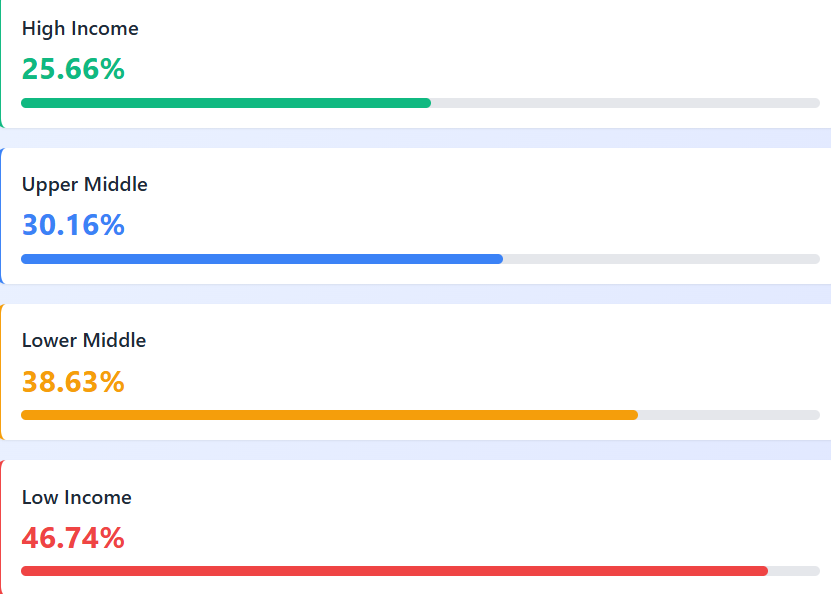 High Income
25.66%
Upper Middle
30.16%
Lower Middle
38.63%
Low Income
46.74%